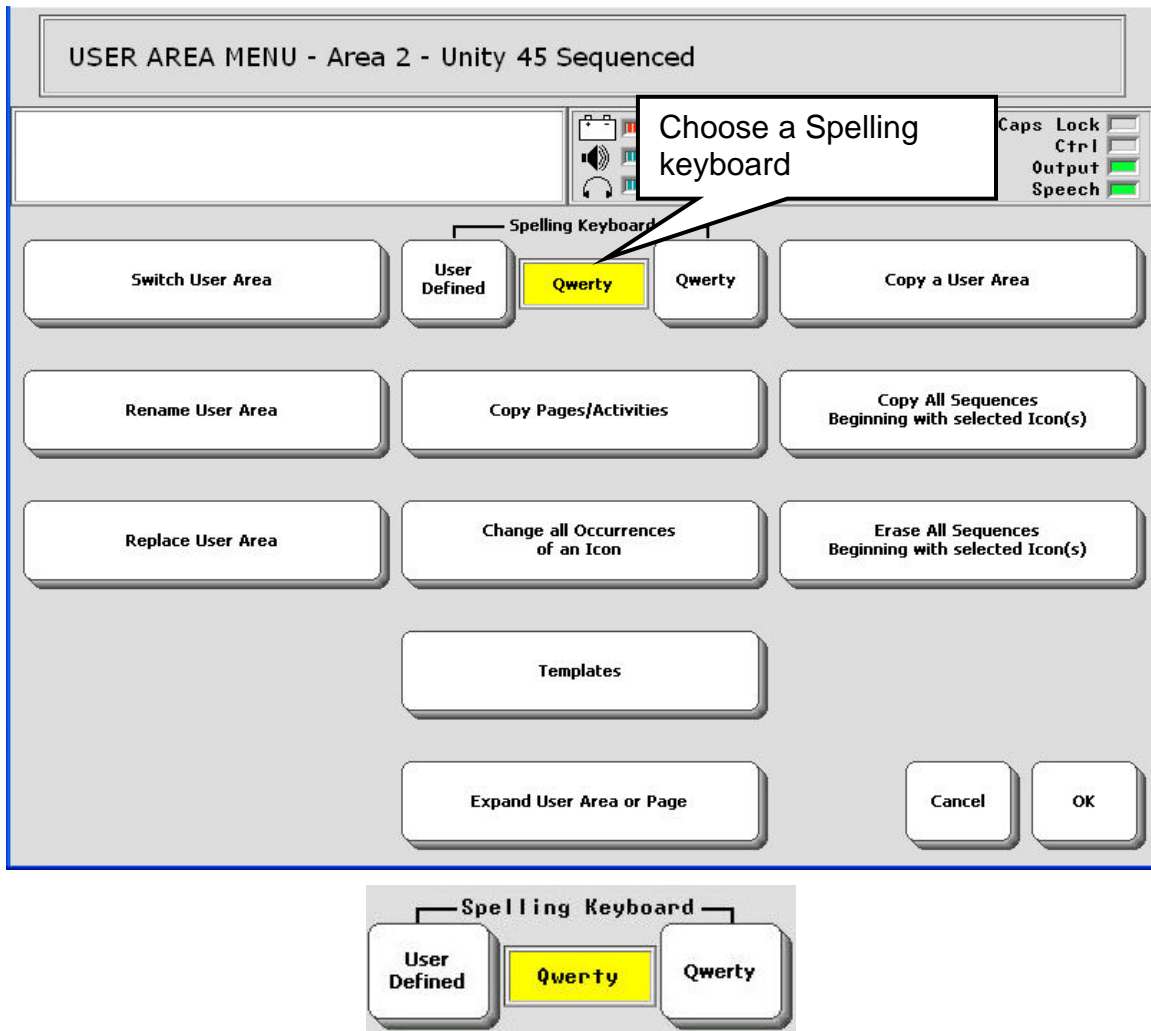 USER AREA MENU - Area 2 - Unity 45 Sequenced
Choose a Spelling
keyboard
Caps Lock
Ctrl
Output
Speech
Spelling Keyboard
Switch User Area
User
Defined
Qwerty
Qwerty
Copy a User Area
Rename User Area
Copy Pages/Activities
Copy All Sequences
Beginning with selected Icon(s)
Replace User Area
Change all Occurrences
of an Icon
Erase All Sequences
Beginning with selected Icon(s)
Templates
Expand User Area or Page
Cancel
OK
Spelling Keyboard
User
Defined
Qwerty
Qwerty